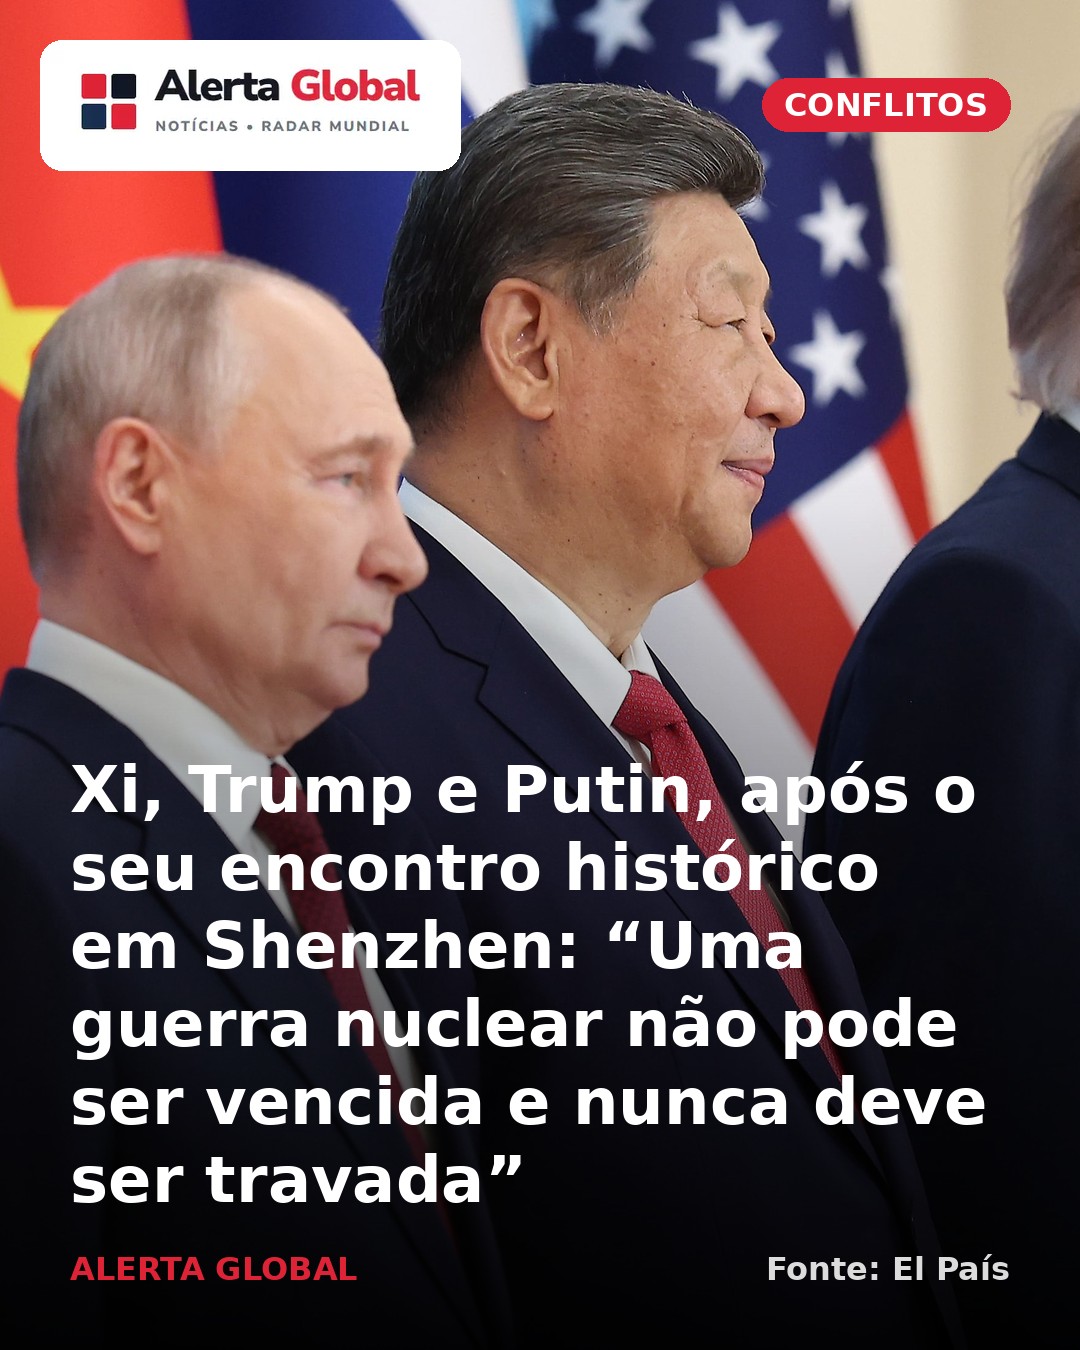 Alerta Global
NOTÍCIAS • RADAR MUNDIAL
CONFLITOS
Xi, Trump e Putin, após o
seu encontro histórico
em Shenzhen: “Uma
guerra nuclear não pode
ser vencida e nunca deve
ser travada”
ALERTA GLOBAL
Fonte: El País